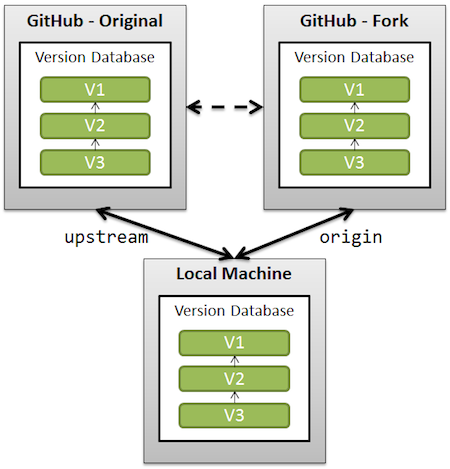 GitHub - Original
Version Database
V1
V2
V3
GitHub - Fork
Version Database
V1
V2
V3
upstream
origin
Local Machine
Version Database
V1
V2
V3